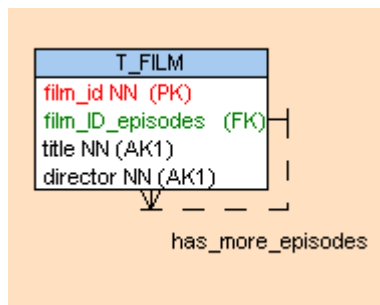 T_FILM
film_id NN (PK)
film_ID_episodes (FK)
title NN (AK1)
director NN (AK1)
has_more_episodes